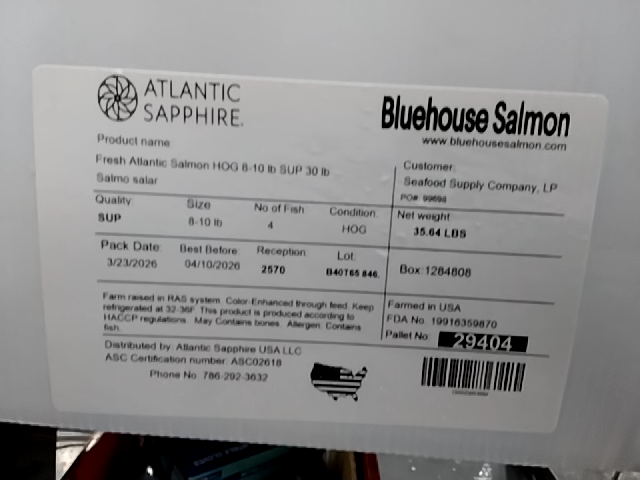 ATLANTIC
SAPPHIRE.
Bluehouse Salmon
www.bluehousesalmon.com
Product name
Fresh Atlantic Salmon HOG 8-10 lb SUP 30 lb
Salmo salar
Customer:
Seafood Supply Company, LP
PO# 99698
Quality: Size No of Fish Condition:
SUP 8-10 lb 4 HOG
Net weight
35.64 LBS
Pack Date: Best Before: Reception: Lot:
3/23/2026 04/10/2026 2570 B40T65 846.
Box:1284808
Farm raised in RAS system. Color-Enhanced through feed. Keep
refrigerated at 32-36F. This product is produced according to
HACCP regulations. May Contains bones. Allergen: Contains
fish.
Farmed in USA
FDA No. 19916359870
Pallet No: 29404
Distributed by: Atlantic Sapphire USA LLC
ASC Certification number: ASC02618
Phone No: 786-292-3632